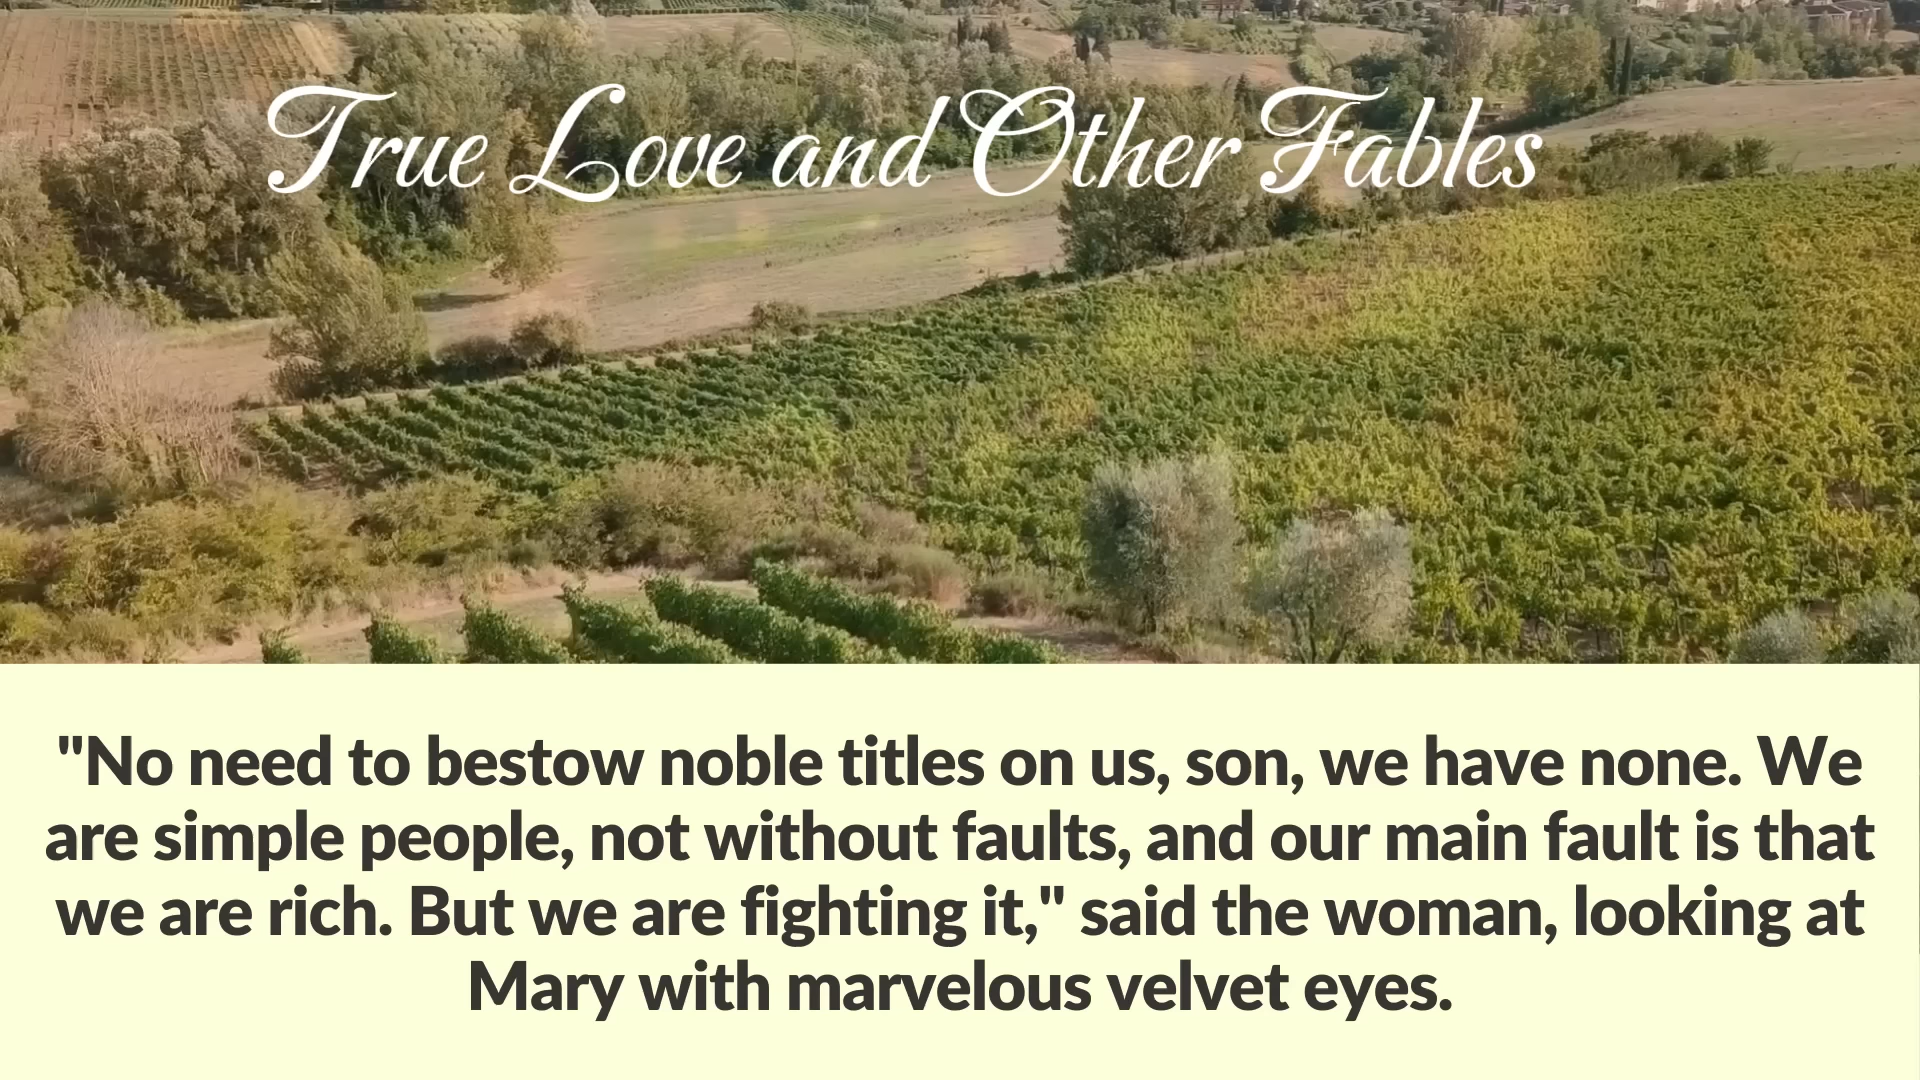 True Love and Other Fables
"No need to bestow noble titles on us, son, we have none. We
are simple people, not without faults, and our main fault is that
we are rich. But we are fighting it," said the woman, looking at
Mary with marvelous velvet eyes.